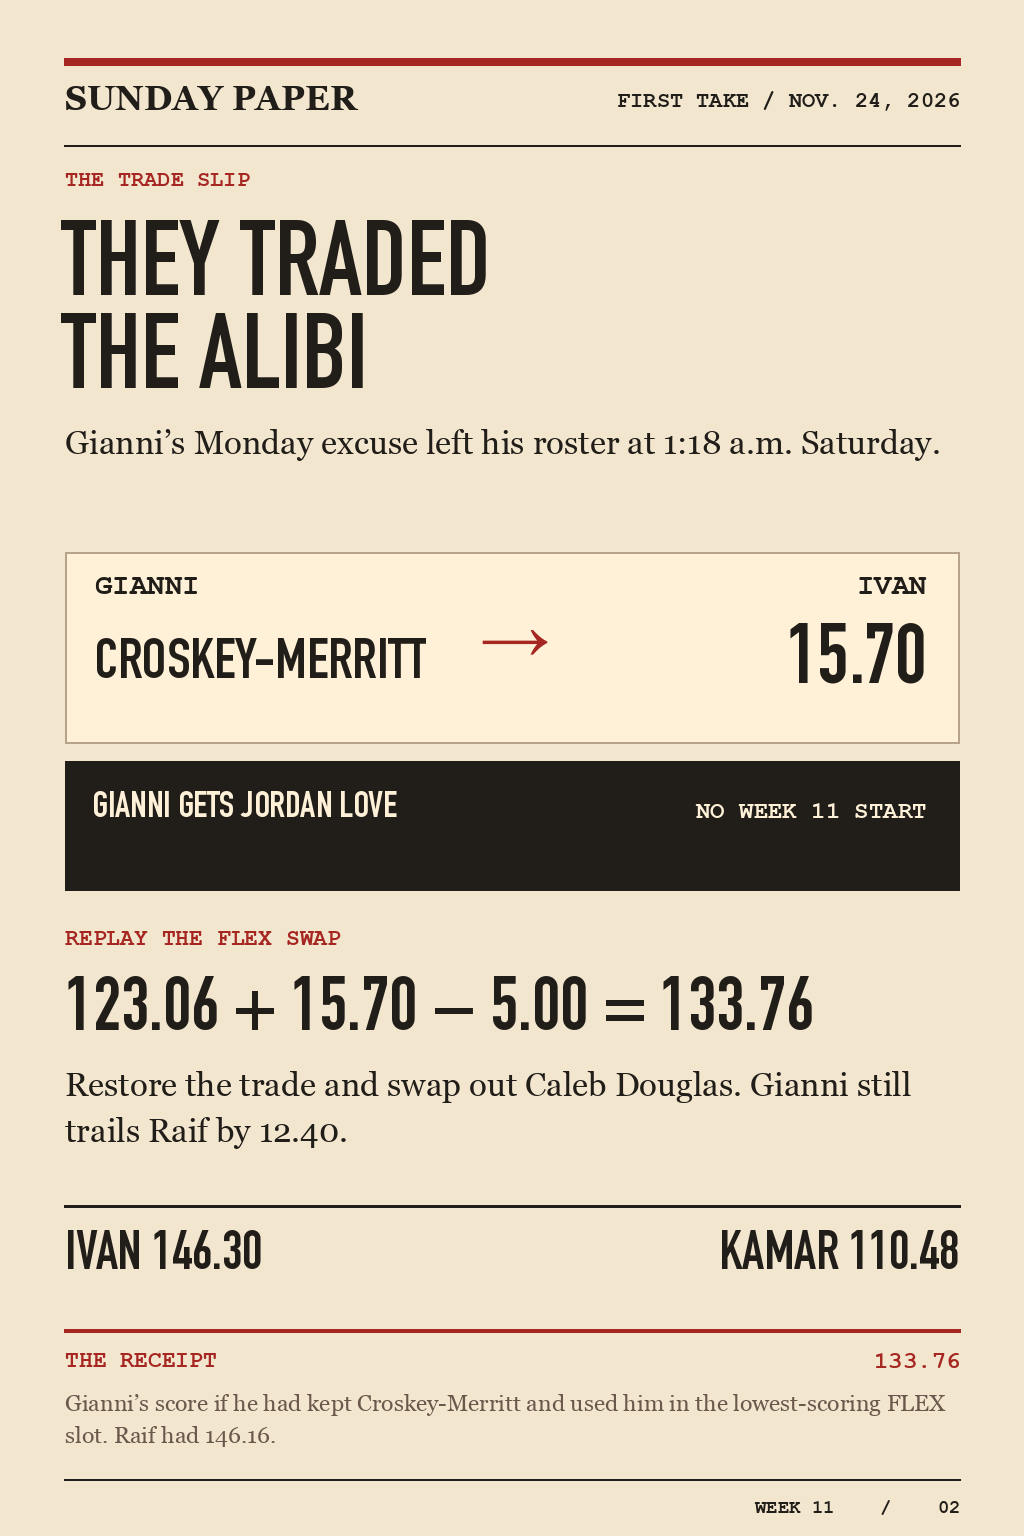 SUNDAY PAPER
FIRST TAKE / NOV. 24, 2026
THE TRADE SLIP
THEY TRADED
THE ALIBI
Gianni’s Monday excuse left his roster at 1:18 a.m. Saturday.
GIANNI
IVAN
CROSKEY-MERRITT → 15.70
GIANNI GETS JORDAN LOVE
NO WEEK 11 START
REPLAY THE FLEX SWAP
123.06 + 15.70 – 5.00 = 133.76
Restore the trade and swap out Caleb Douglas. Gianni still
trails Raif by 12.40.
IVAN 146.30
KAMAR 110.48
THE RECEIPT
133.76
Gianni’s score if he had kept Croskey-Merritt and used him in the lowest-scoring FLEX
slot. Raif had 146.16.
WEEK 11 / 02